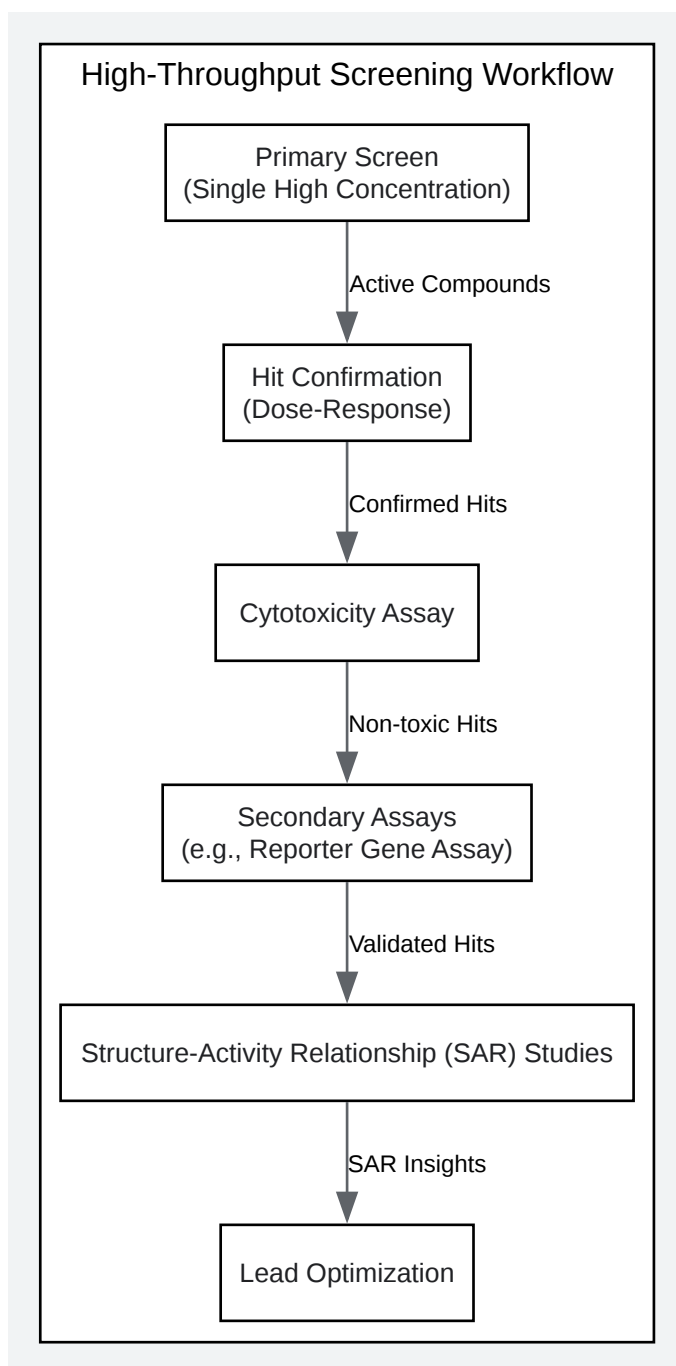 High-Throughput Screening Workflow
Primary Screen
(Single High Concentration)
Active Compounds
Hit Confirmation
(Dose-Response)
Confirmed Hits
Cytotoxicity Assay
Non-toxic Hits
Secondary Assays
(e.g., Reporter Gene Assay)
Validated Hits
Structure-Activity Relationship (SAR) Studies
SAR Insights
Lead Optimization